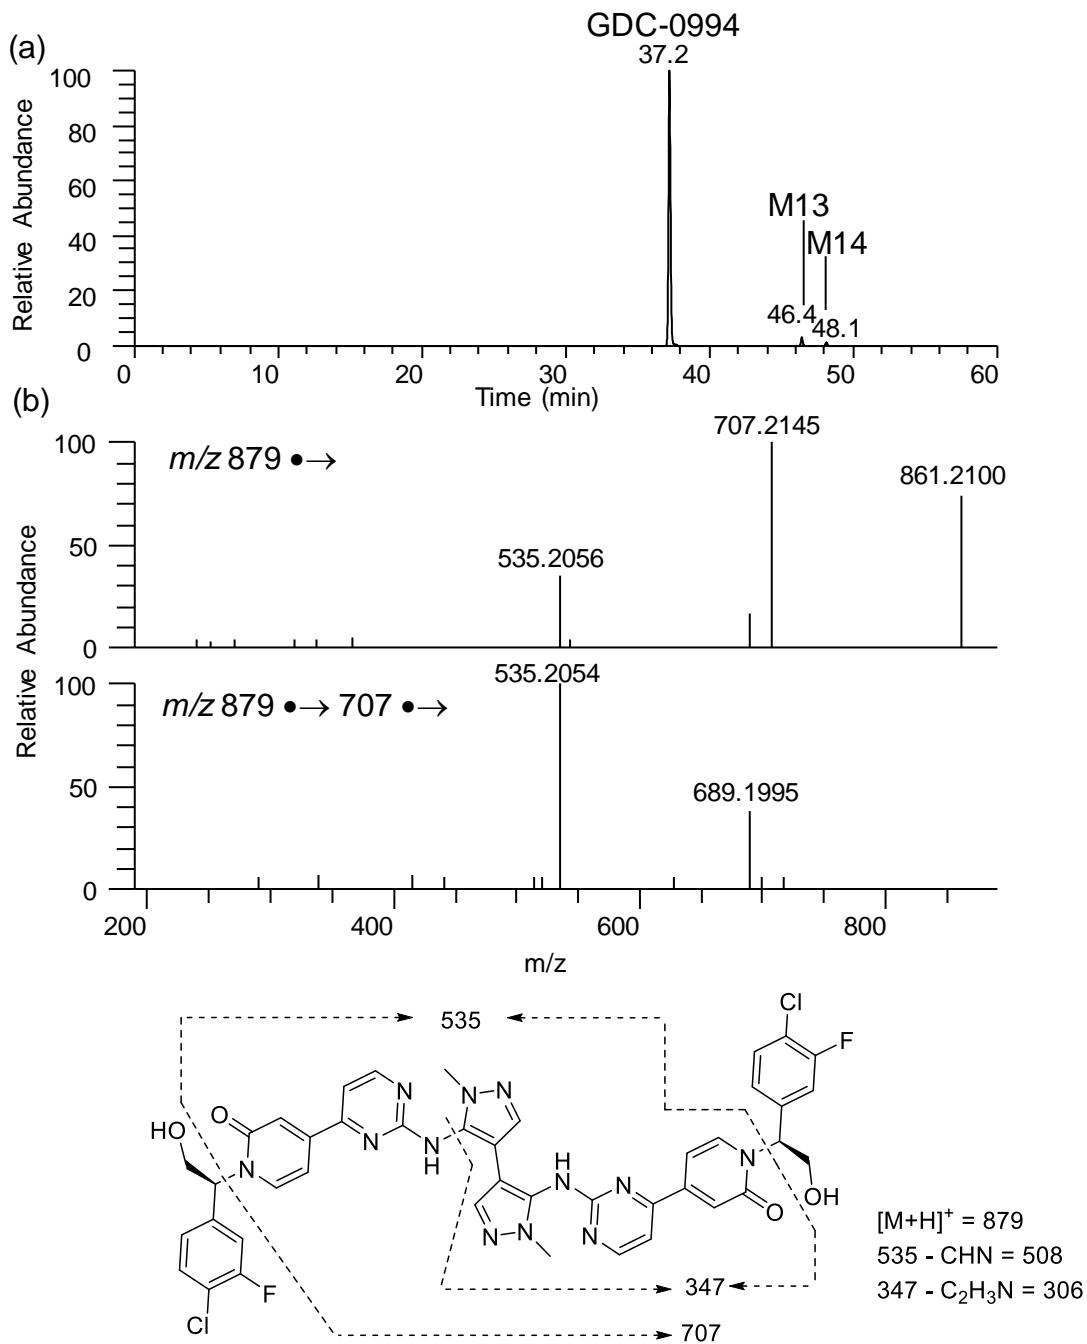 (a)
GDC-0994
37.2
M13
M14
46.4
48.1
100
80
60
40
20
0
Relative Abundance
0 10 20 30 40 50 60
Time (min)
(b)
m/z 879 ●→
707.2145
861.2100
535.2056
100
50
0
Relative Abundance
m/z 879 ●→ 707 ●→
535.2054
689.1995
100
50
0
Relative Abundance
200 400 600 800
m/z
535
Cl
F
N
N
O
N
N
HO
N
N
H
H
N
N
N
OH
O
N
N
N
F
Cl
347
707
[M+H]⁺ = 879
535 - CHN = 508
347 - C₂H₃N = 306